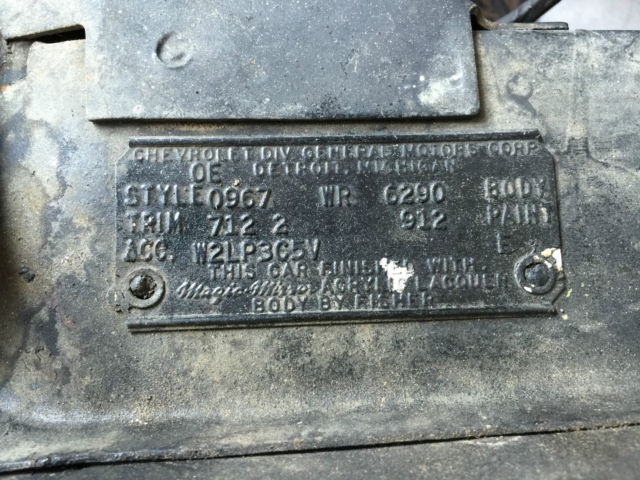 CHEVROLET DIV. GENERAL MOTORS CORP.
OE DETROIT, MICHIGAN
STYLE 0967 WR 6290 BODY
TRIM 712 2 912 PAINT
ACC. W2LP3G5V E
THIS CAR FINISHED WITH
Magic-Mirror ACRYLIC LACQUER
BODY BY FISHER